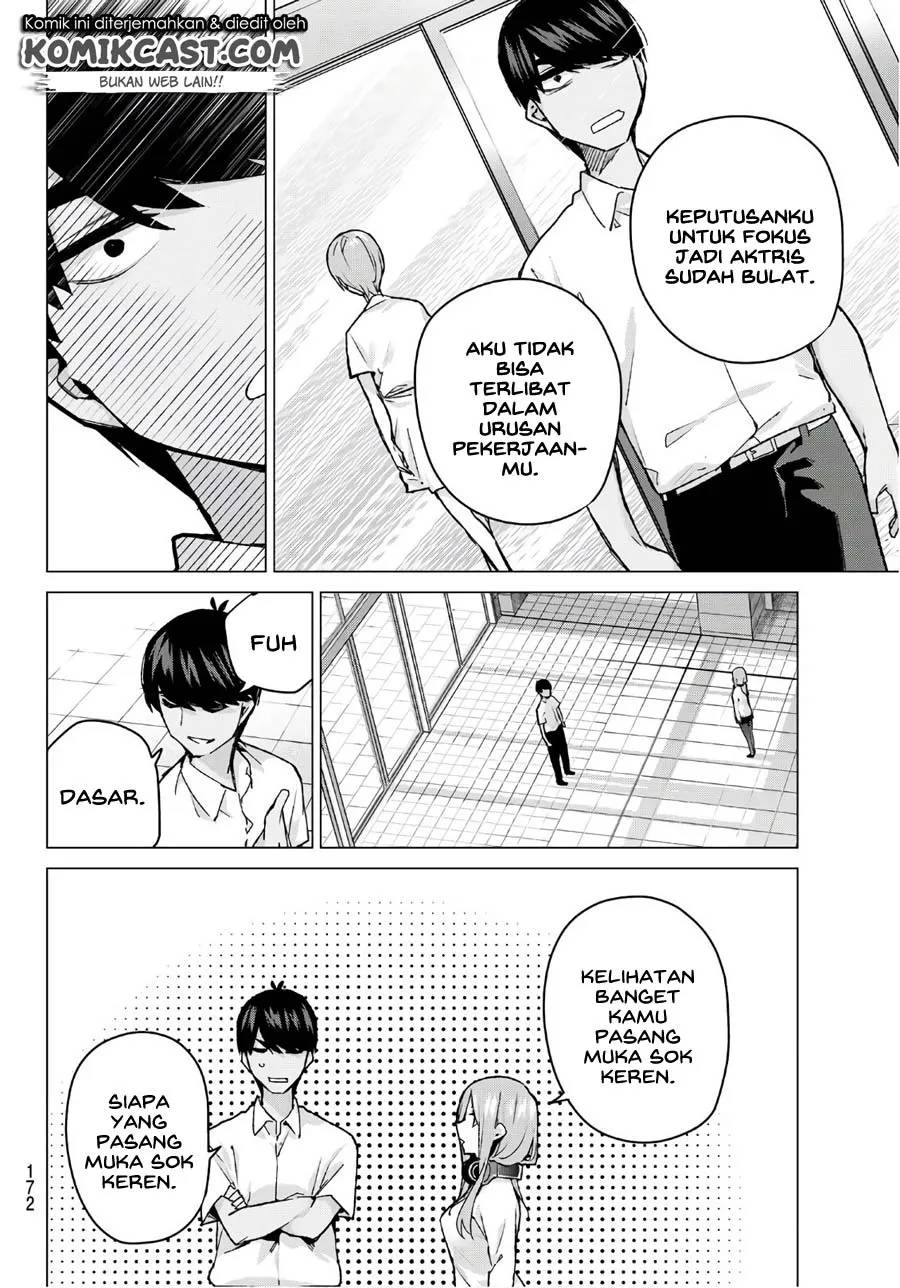 Komik ini diterjemahkan & diedit oleh
KOMIKCAST.COM
BUKAN WEB LAIN!!
KEPUTUSANKU
UNTUK FOKUS
JADI AKTRIS
SUDAH BULAT.
AKU TIDAK
BISA
TERLIBAT
DALAM
URUSAN
PEKERJAAN-
MU.
FUH
DASAR.
KELIHATAN
BANGET
KAMU
PASANG
MUKA SOK
KEREN.
SIAPA
YANG
PASANG
MUKA SOK
KEREN.
172